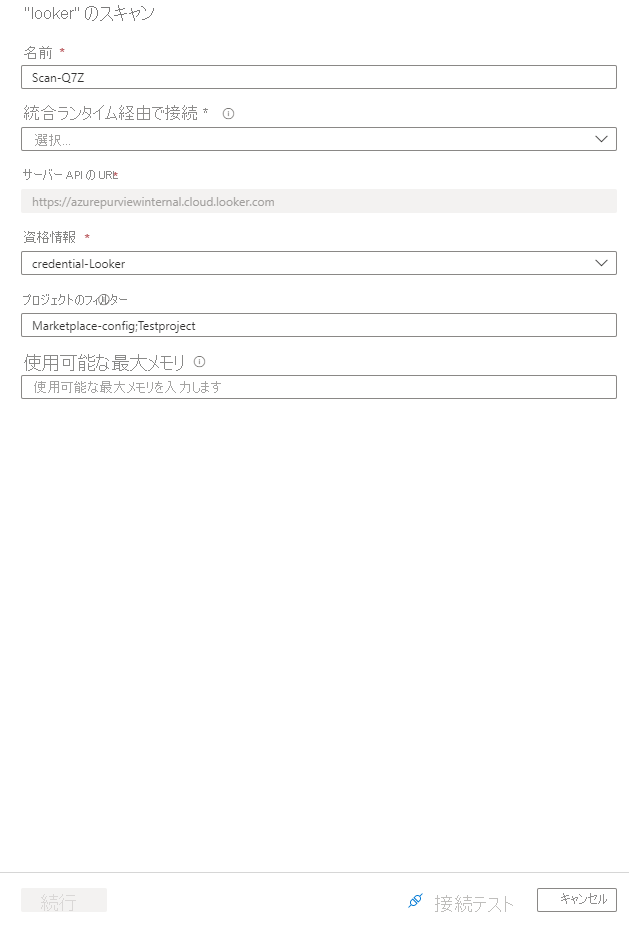 "looker" のスキャン
名前 *
Scan-Q7Z
統合ランタイム経由で接続 *
選択...
サーバー API の URL*
https://azurepurviewinternal.cloud.looker.com
資格情報 *
credential-Looker
プロジェクトのフィルター
Marketplace-config;Testproject
使用可能な最大メモリ
使用可能な最大メモリを入力します
続行
接続テスト
キャンセル